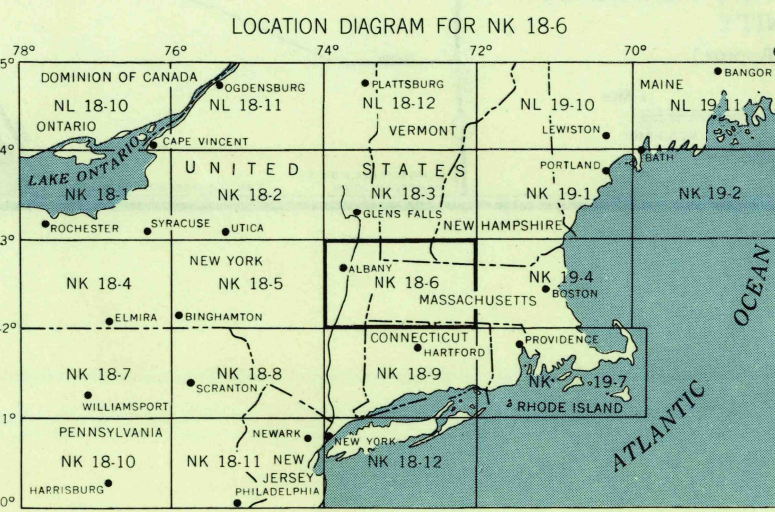 LOCATION DIAGRAM FOR NK 18-6
78° 76° 74° 72° 70°
5°
DOMINION OF CANADA
OGDENSBURG
PLATTSBURG
MAINE
BANGOR
NL 18-10
NL 18-11
NL 18-12
NL 19-10
NL 19-11
ONTARIO
VERMONT
LEWISTON
4°
CAPE VINCENT
BATH
LAKE ONTARIO
UNITED STATES
PORTLAND
NK 18-1
NK 18-2
NK 18-3
NK 19-1
NK 19-2
GLENS FALLS
ROCHESTER
SYRACUSE
UTICA
NEW HAMPSHIRE
3°
NEW YORK
ALBANY
NK 18-4
NK 18-5
NK 18-6
NK 19-4
MASSACHUSETTS
BOSTON
OCEAN
ELMIRA
BINGHAMTON
2°
CONNECTICUT
PROVIDENCE
HARTFORD
NK 18-7
NK 18-8
NK 18-9
NK 19-7
SCRANTON
WILLIAMSPORT
RHODE ISLAND
ATLANTIC
1°
PENNSYLVANIA
NEWARK
NEW YORK
NK 18-10
NK 18-11
NEW JERSEY
NK 18-12
HARRISBURG
PHILADELPHIA
0°